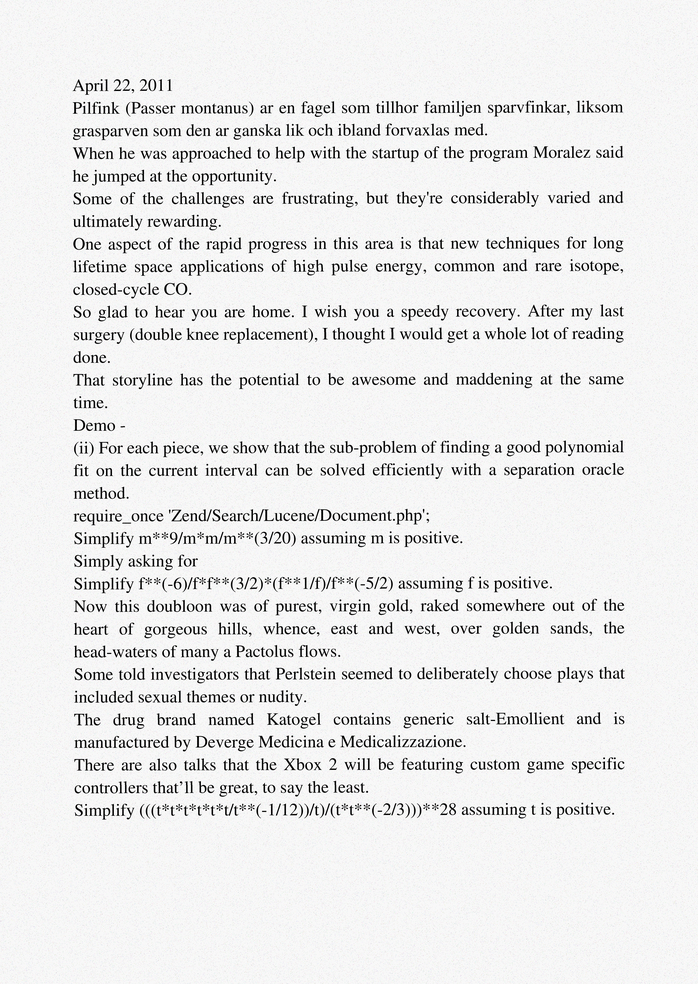 April 22, 2011
Pilfink (Passer montanus) ar en fagel som tillhor familjen sparvfinkar, liksom
grasparven som den ar ganska lik och ibland forvaxlas med.
When he was approached to help with the startup of the program Moralez said
he jumped at the opportunity.
Some of the challenges are frustrating, but they're considerably varied and
ultimately rewarding.
One aspect of the rapid progress in this area is that new techniques for long
lifetime space applications of high pulse energy, common and rare isotope,
closed-cycle CO.
So glad to hear you are home. I wish you a speedy recovery. After my last
surgery (double knee replacement), I thought I would get a whole lot of reading
done.
That storyline has the potential to be awesome and maddening at the same
time.
Demo -
(ii) For each piece, we show that the sub-problem of finding a good polynomial
fit on the current interval can be solved efficiently with a separation oracle
method.
require_once 'Zend/Search/Lucene/Document.php';
Simplify m**9/m*m/m**(3/20) assuming m is positive.
Simply asking for
Simplify f**(-6)/f*f**(3/2)*(f**1/f)/f**(-5/2) assuming f is positive.
Now this doubloon was of purest, virgin gold, raked somewhere out of the
heart of gorgeous hills, whence, east and west, over golden sands, the
head-waters of many a Pactolus flows.
Some told investigators that Perlstein seemed to deliberately choose plays that
included sexual themes or nudity.
The drug brand named Katogel contains generic salt-Emollient and is
manufactured by Deverge Medicina e Medicalizzazione.
There are also talks that the Xbox 2 will be featuring custom game specific
controllers that’ll be great, to say the least.
Simplify (((t*t*t*t*t*t/t**(-1/12))/t)/(t*t**(-2/3)))**28 assuming t is positive.